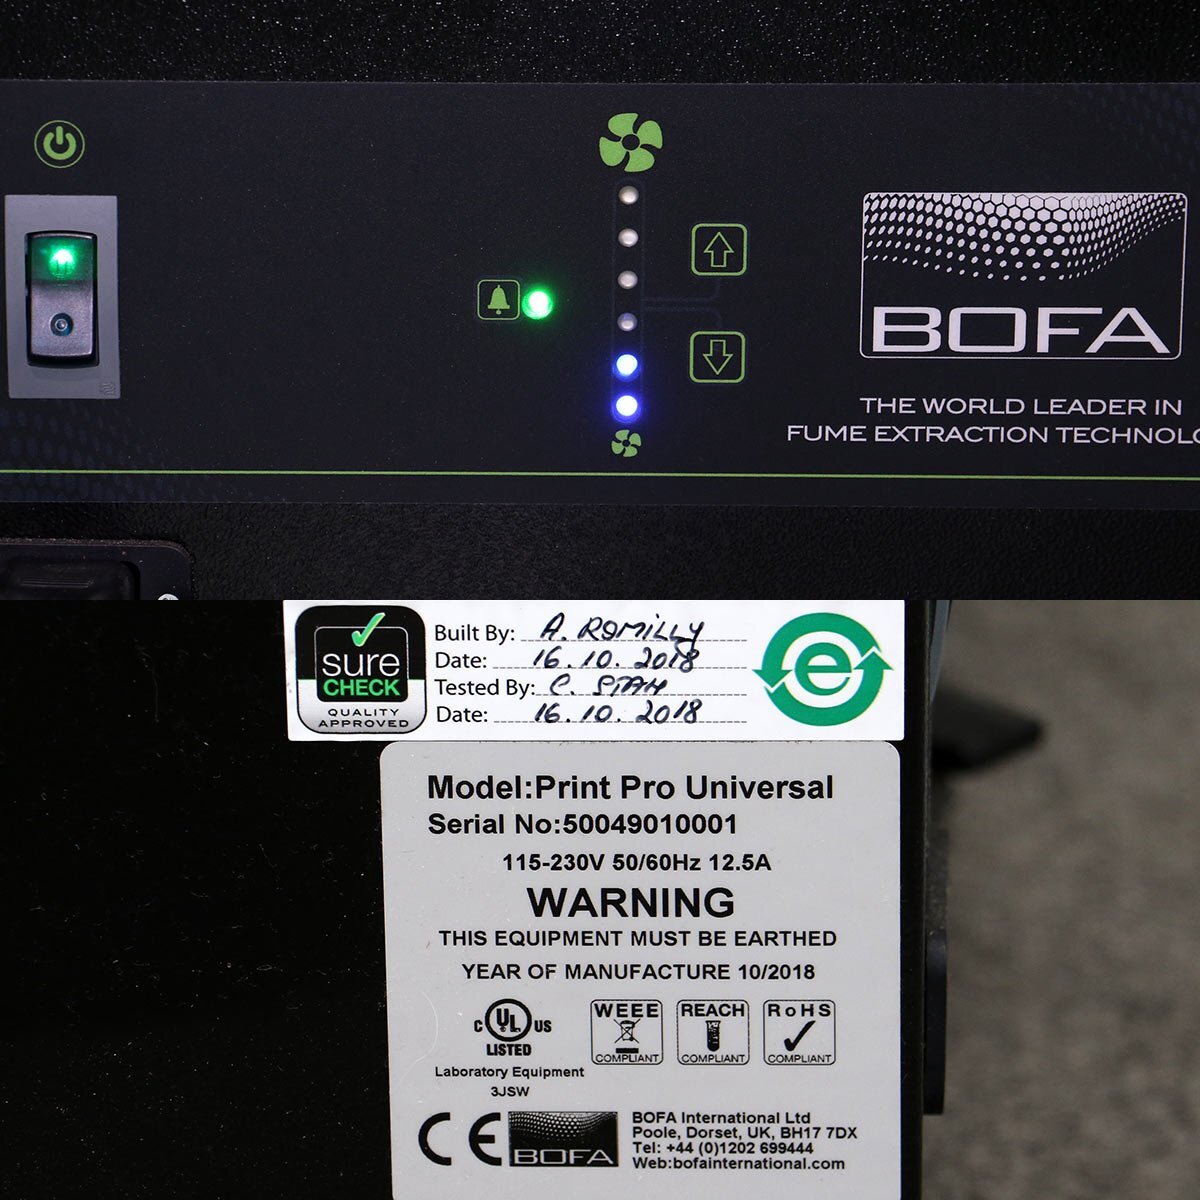 BOFA
THE WORLD LEADER IN
FUME EXTRACTION TECHNOLO
sure
CHECK
QUALITY
APPROVED
Built By: A. ROMILLY
Date: 16.10.2018
Tested By: C. STAH
Date: 16.10.2018
e
Model:Print Pro Universal
Serial No:50049010001
115-230V 50/60Hz 12.5A
WARNING
THIS EQUIPMENT MUST BE EARTHED
YEAR OF MANUFACTURE 10/2018
C UL US
LISTED
Laboratory Equipment
3JSW
WEEE
COMPLIANT
REACH
COMPLIANT
RoHS
COMPLIANT
CE
BOFA
BOFA International Ltd
Poole, Dorset, UK, BH17 7DX
Tel: +44 (0)1202 699444
Web:bofainternational.com